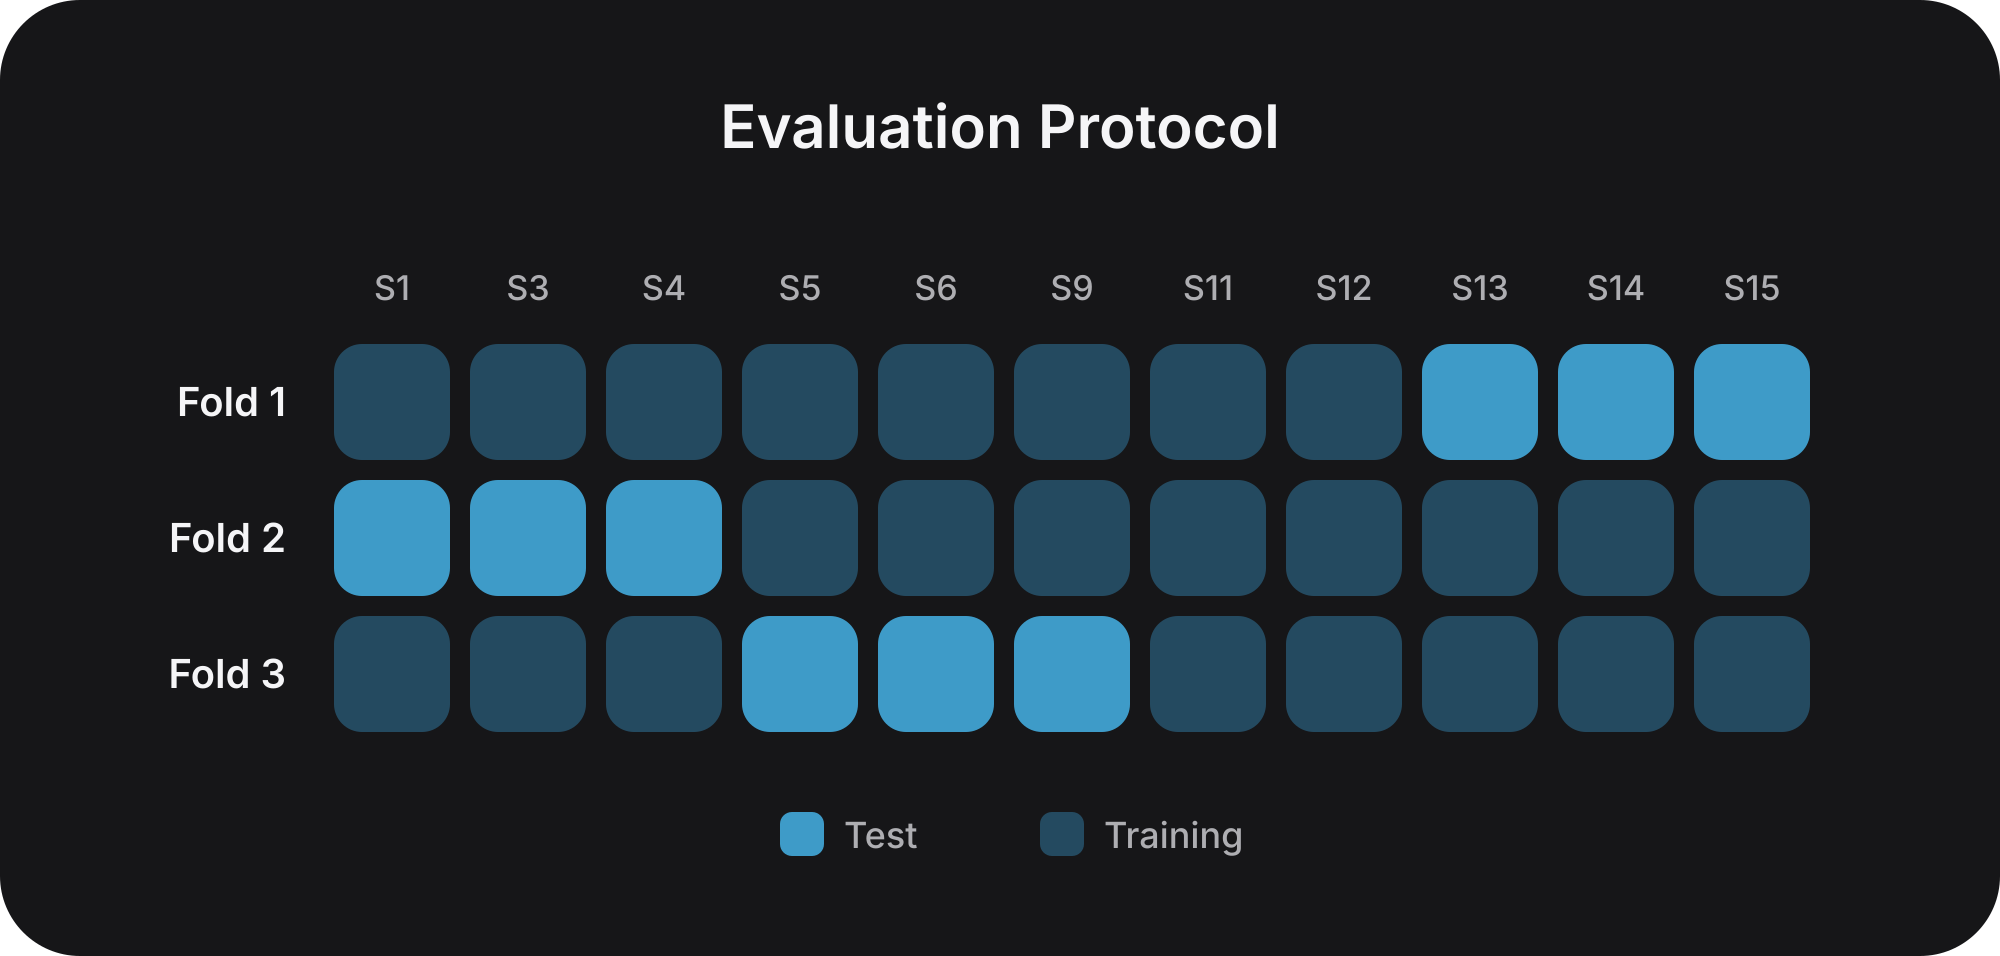 Evaluation Protocol
S1 S3 S4 S5 S6 S9 S11 S12 S13 S14 S15
Fold 1
Fold 2
Fold 3
Test Training